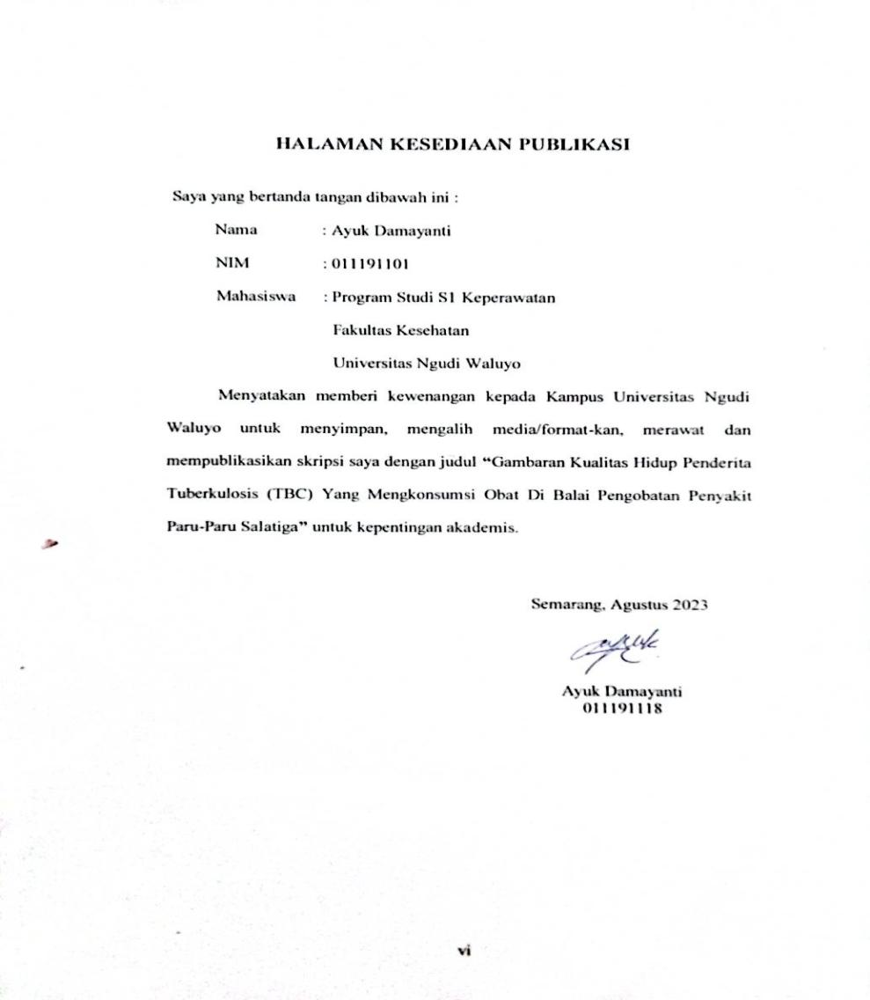 HALAMAN KESEDIAAN PUBLIKASI
Saya yang bertanda tangan dibawah ini :
Nama : Ayuk Damayanti
NIM : 011191101
Mahasiswa : Program Studi S1 Keperawatan
Fakultas Kesehatan
Universitas Ngudi Waluyo
Menyatakan memberi kewenangan kepada Kampus Universitas Ngudi
Waluyo untuk menyimpan, mengalih media/format-kan, merawat dan
mempublikasikan skripsi saya dengan judul “Gambaran Kualitas Hidup Penderita
Tuberkulosis (TBC) Yang Mengkonsumsi Obat Di Balai Pengobatan Penyakit
Paru-Paru Salatiga” untuk kepentingan akademis.
Semarang, Agustus 2023
ayuk
Ayuk Damayanti
011191118
vi